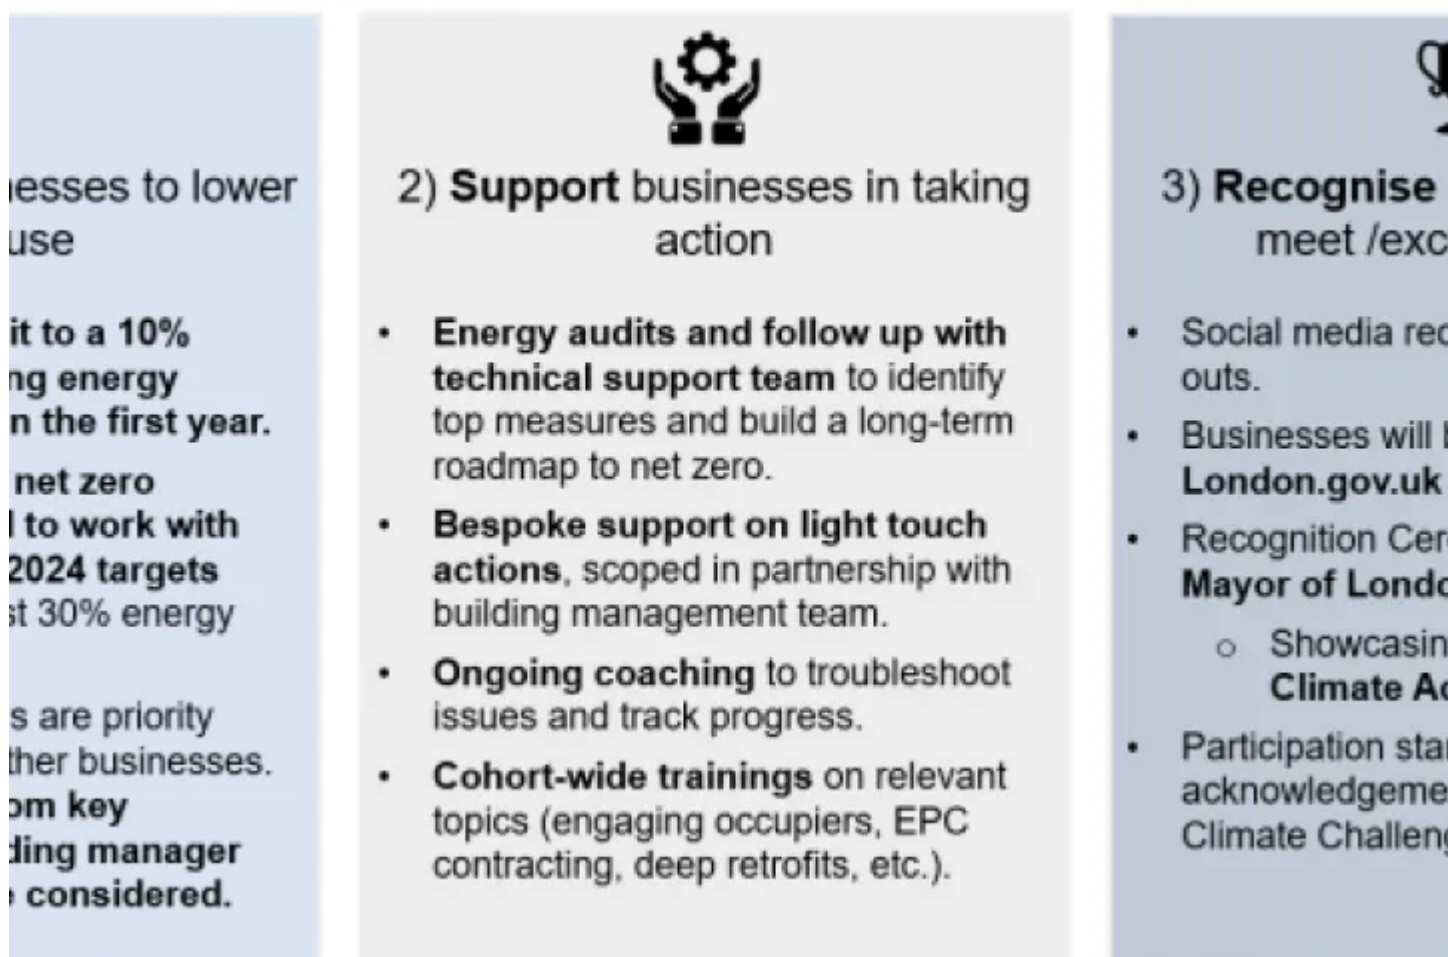 esses to lower
use
it to a 10%
ng energy
n the first year.
net zero
to work with
2024 targets
st 30% energy
s are priority
ther businesses.
om key
ding manager
considered.
2) Support businesses in taking
action
• Energy audits and follow up with
technical support team to identify
top measures and build a long-term
roadmap to net zero.
• Bespoke support on light touch
actions, scoped in partnership with
building management team.
• Ongoing coaching to troubleshoot
issues and track progress.
• Cohort-wide trainings on relevant
topics (engaging occupiers, EPC
contracting, deep retrofits, etc.).
3) Recognise
meet /exc
• Social media rec
outs.
• Businesses will
London.gov.uk
• Recognition Cer
Mayor of Londo
o Showcasin
Climate Ac
• Participation sta
acknowledgeme
Climate Challen